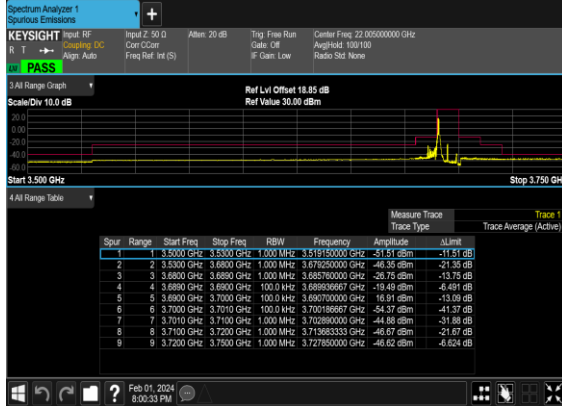 Spectrum Analyzer 1
Spurious Emissions
+
KEYSIGHT Input: RF Input Z: 50 Ω Atten: 20 dB Trig: Free Run Center Freq: 22.005000000 GHz
R T Coupling: DC Corr CCorr Gate: Off Avg|Hold: 100/100
Align: Auto Freq Ref: Int (S) IF Gain: Low Radio Std: None
PASS
3 All Range Graph
Ref Lvl Offset 18.85 dB
Scale/Div 10.0 dB Ref Value 30.00 dBm
20.0
0.00
-20.0
-40.0
-60.0
Start 3.500 GHz Stop 3.750 GH
4 All Range Table
Measure Trace Trace 1
Trace Type Trace Average (Active)
Spur Range Start Freq Stop Freq RBW Frequency Amplitude ΔLimit
1 1 3.5000 GHz 3.5300 GHz 1.000 MHz 3.519150000 GHz -51.51 dBm -11.51 dB
2 2 3.5300 GHz 3.6800 GHz 1.000 MHz 3.679250000 GHz -46.35 dBm -21.35 dB
3 3 3.6800 GHz 3.6890 GHz 1.000 MHz 3.685760000 GHz -26.75 dBm -13.75 dB
4 4 3.6890 GHz 3.6900 GHz 100.0 kHz 3.689936667 GHz -19.49 dBm -6.491 dB
5 5 3.6900 GHz 3.7000 GHz 100.0 kHz 3.690700000 GHz 16.91 dBm -13.09 dB
6 6 3.7000 GHz 3.7010 GHz 100.0 kHz 3.700186667 GHz -54.37 dBm -41.37 dB
7 7 3.7010 GHz 3.7100 GHz 1.000 MHz 3.702890000 GHz -44.88 dBm -31.88 dB
8 8 3.7100 GHz 3.7200 GHz 1.000 MHz 3.713683333 GHz -46.67 dBm -21.67 dB
9 9 3.7200 GHz 3.7500 GHz 1.000 MHz 3.727850000 GHz -46.62 dBm -6.624 dB
? Feb 01, 2024
8:00:33 PM